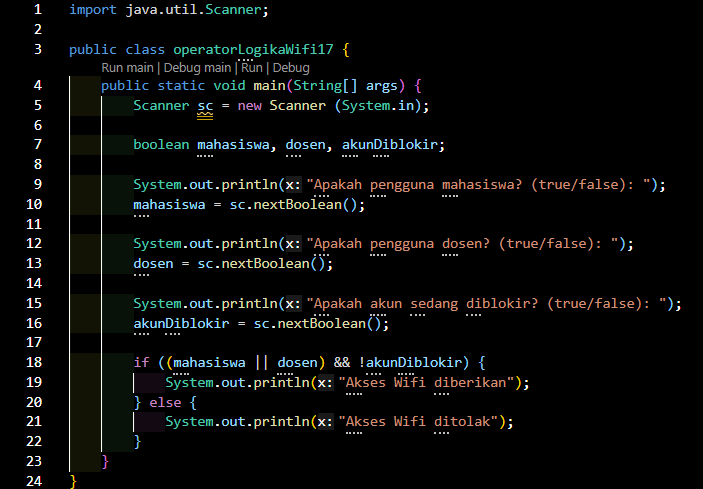 1 import java.util.Scanner;
2
3 public class operatorLogikaWifi17 {
Run main | Debug main | Run | Debug
4 public static void main(String[] args) {
5 Scanner sc = new Scanner (System.in);
6
7 boolean mahasiswa, dosen, akunDiblokir;
8
9 System.out.println(x: "Apakah pengguna mahasiswa? (true/false): ");
10 mahasiswa = sc.nextBoolean();
11
12 System.out.println(x: "Apakah pengguna dosen? (true/false): ");
13 dosen = sc.nextBoolean();
14
15 System.out.println(x: "Apakah akun sedang diblokir? (true/false): ");
16 akunDiblokir = sc.nextBoolean();
17
18 if ((mahasiswa || dosen) && !akunDiblokir) {
19 System.out.println(x: "Akses Wifi diberikan");
20 } else {
21 System.out.println(x: "Akses Wifi ditolak");
22 }
23 }
24 }